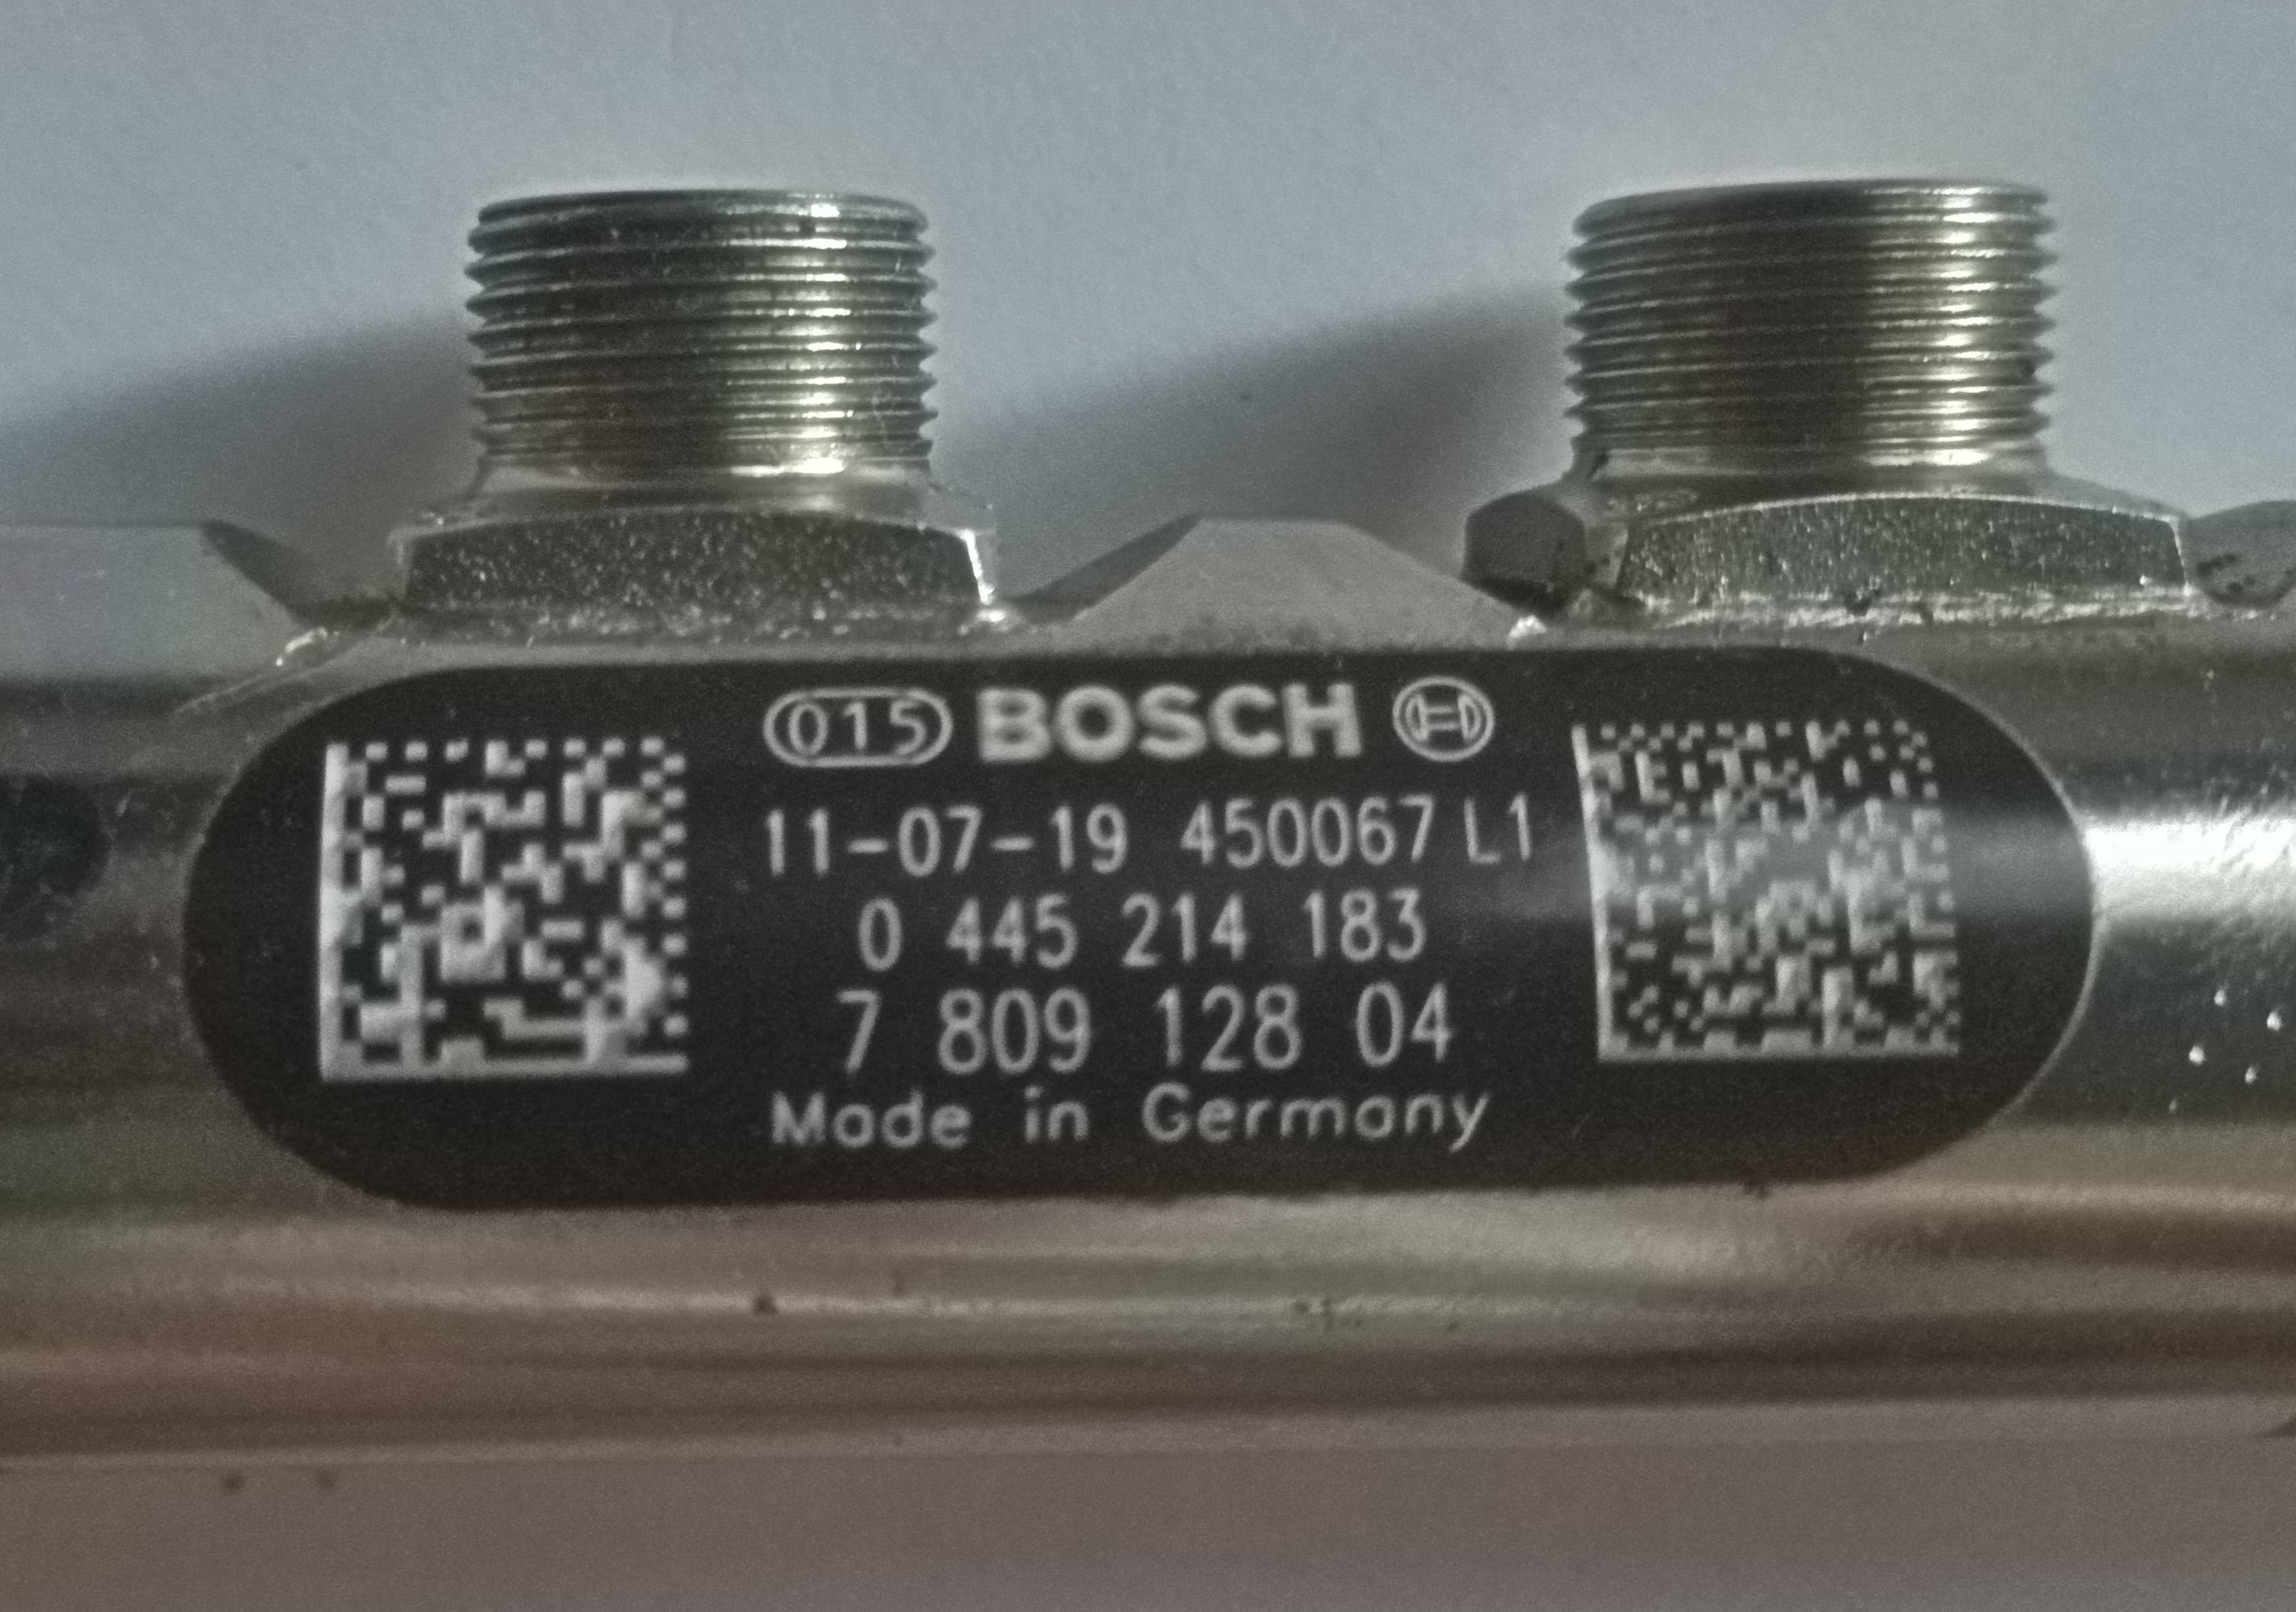 015 BOSCH
11-07-19 450067 L1
0 445 214 183
7 809 128 04
Made in Germany